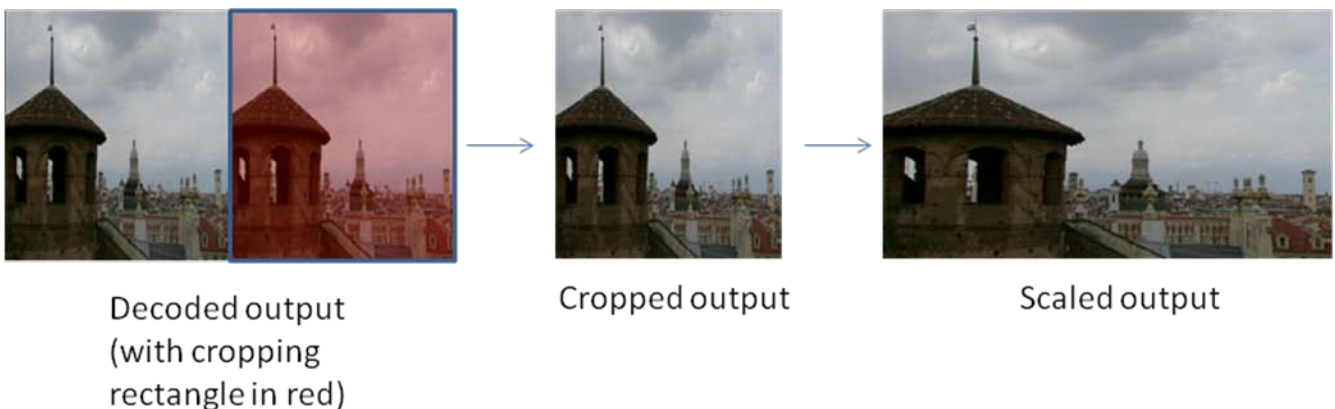 Decoded output
(with cropping
rectangle in red)
Cropped output
Scaled output